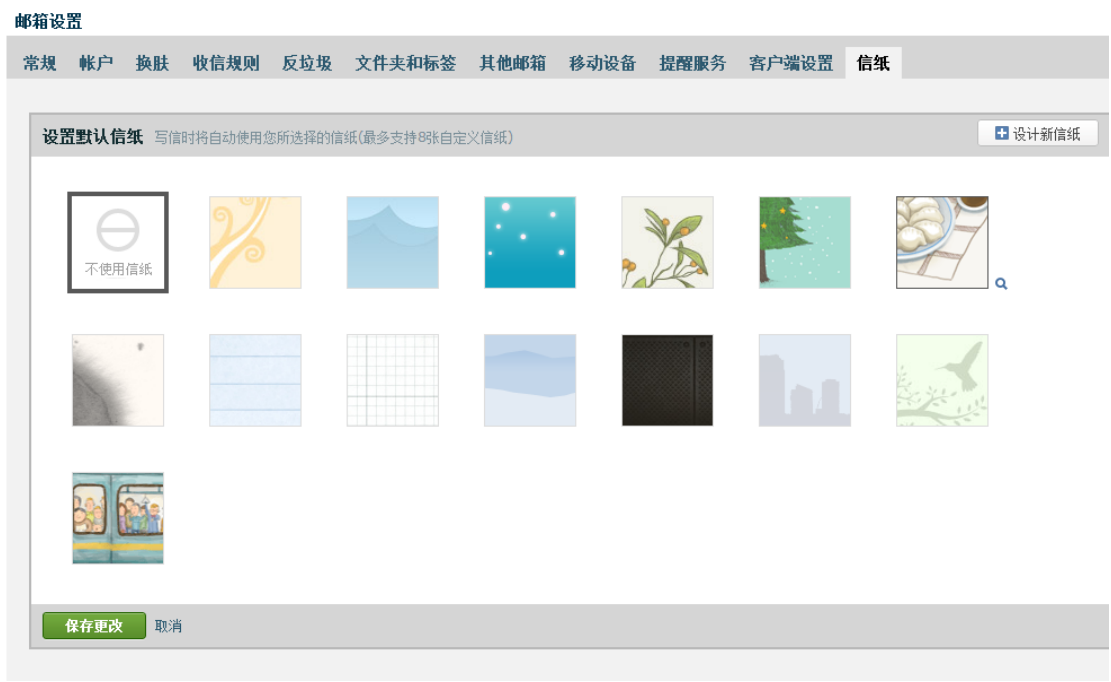 邮箱设置
常规 帐户 换肤 收信规则 反垃圾 文件夹和标签 其他邮箱 移动设备 提醒服务 客户端设置 信纸
设置默认信纸 写信时将自动使用您所选择的信纸(最多支持8张自定义信纸) 设计新信纸
不使用信纸
保存更改 取消